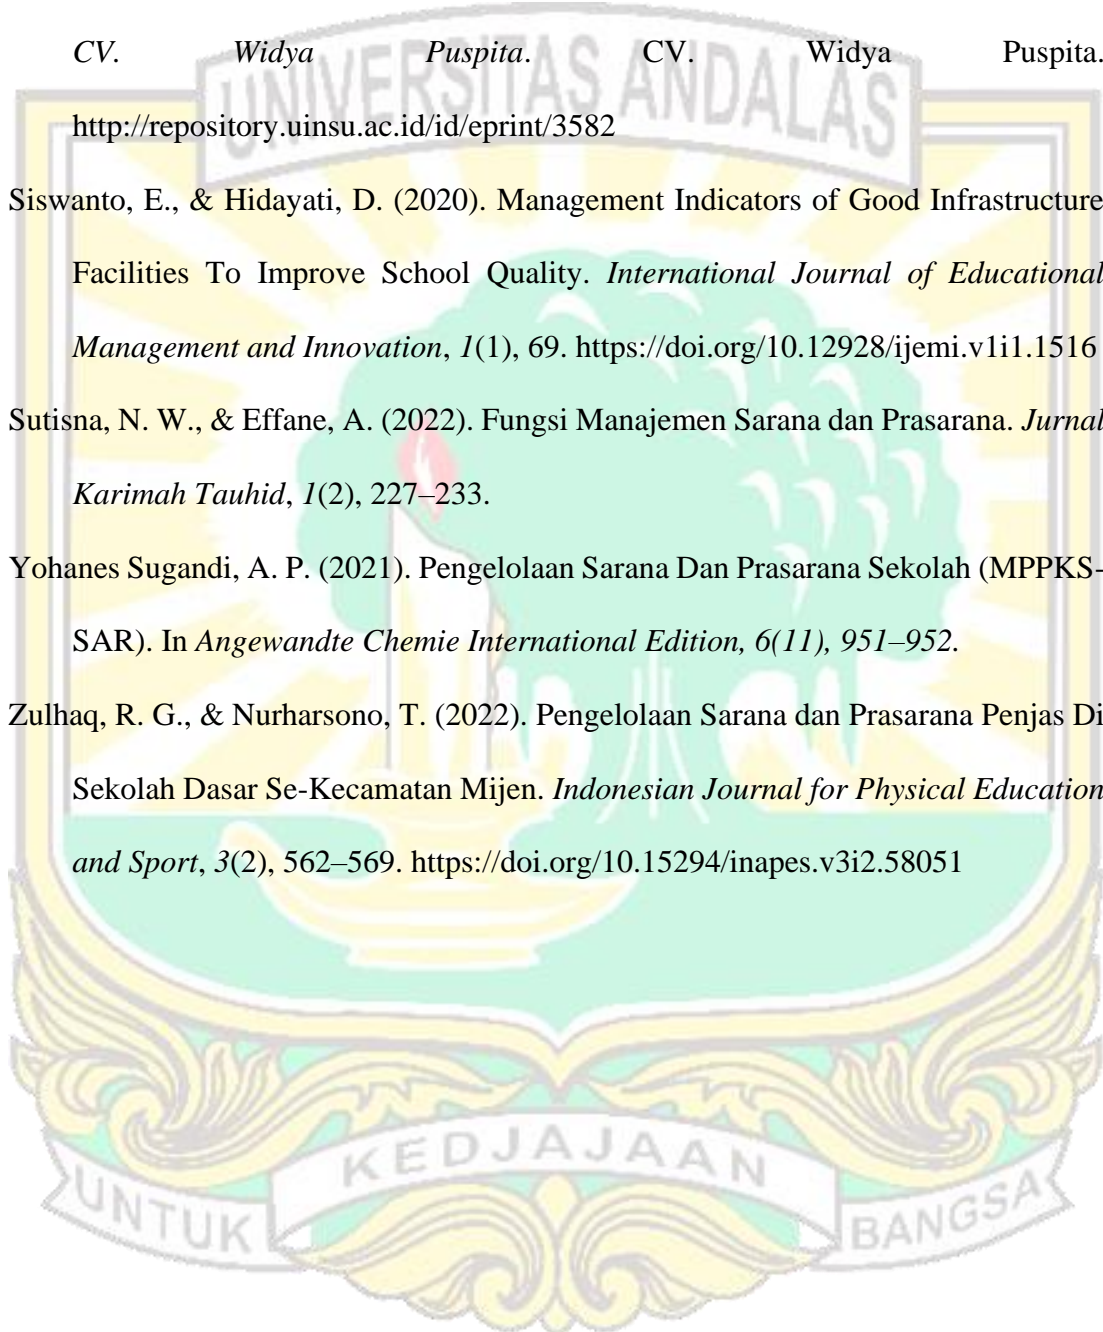 UNIVERSITAS ANDALAS
CV. Widya Puspita. CV. Widya Puspita.
http://repository.uinsu.ac.id/id/eprint/3582
Siswanto, E., & Hidayati, D. (2020). Management Indicators of Good Infrastructure
Facilities To Improve School Quality. International Journal of Educational
Management and Innovation, 1(1), 69. https://doi.org/10.12928/ijemi.v1i1.1516
Sutisna, N. W., & Effane, A. (2022). Fungsi Manajemen Sarana dan Prasarana. Jurnal
Karimah Tauhid, 1(2), 227–233.
Yohanes Sugandi, A. P. (2021). Pengelolaan Sarana Dan Prasarana Sekolah (MPPKS-
SAR). In Angewandte Chemie International Edition, 6(11), 951–952.
Zulhaq, R. G., & Nurharsono, T. (2022). Pengelolaan Sarana dan Prasarana Penjas Di
Sekolah Dasar Se-Kecamatan Mijen. Indonesian Journal for Physical Education
and Sport, 3(2), 562–569. https://doi.org/10.15294/inapes.v3i2.58051
UNTUK KEDJAJAAN BANGSA